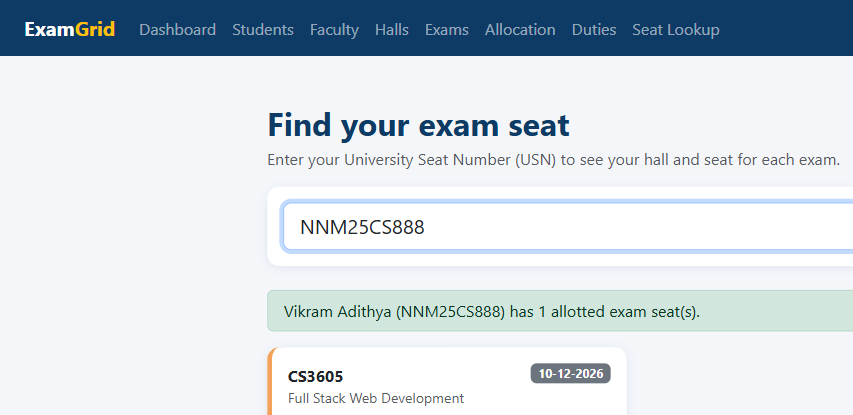 ExamGrid Dashboard Students Faculty Halls Exams Allocation Duties Seat Lookup
Find your exam seat
Enter your University Seat Number (USN) to see your hall and seat for each exam.
NNM25CS888
Vikram Adithya (NNM25CS888) has 1 allotted exam seat(s).
CS3605 10-12-2026
Full Stack Web Development